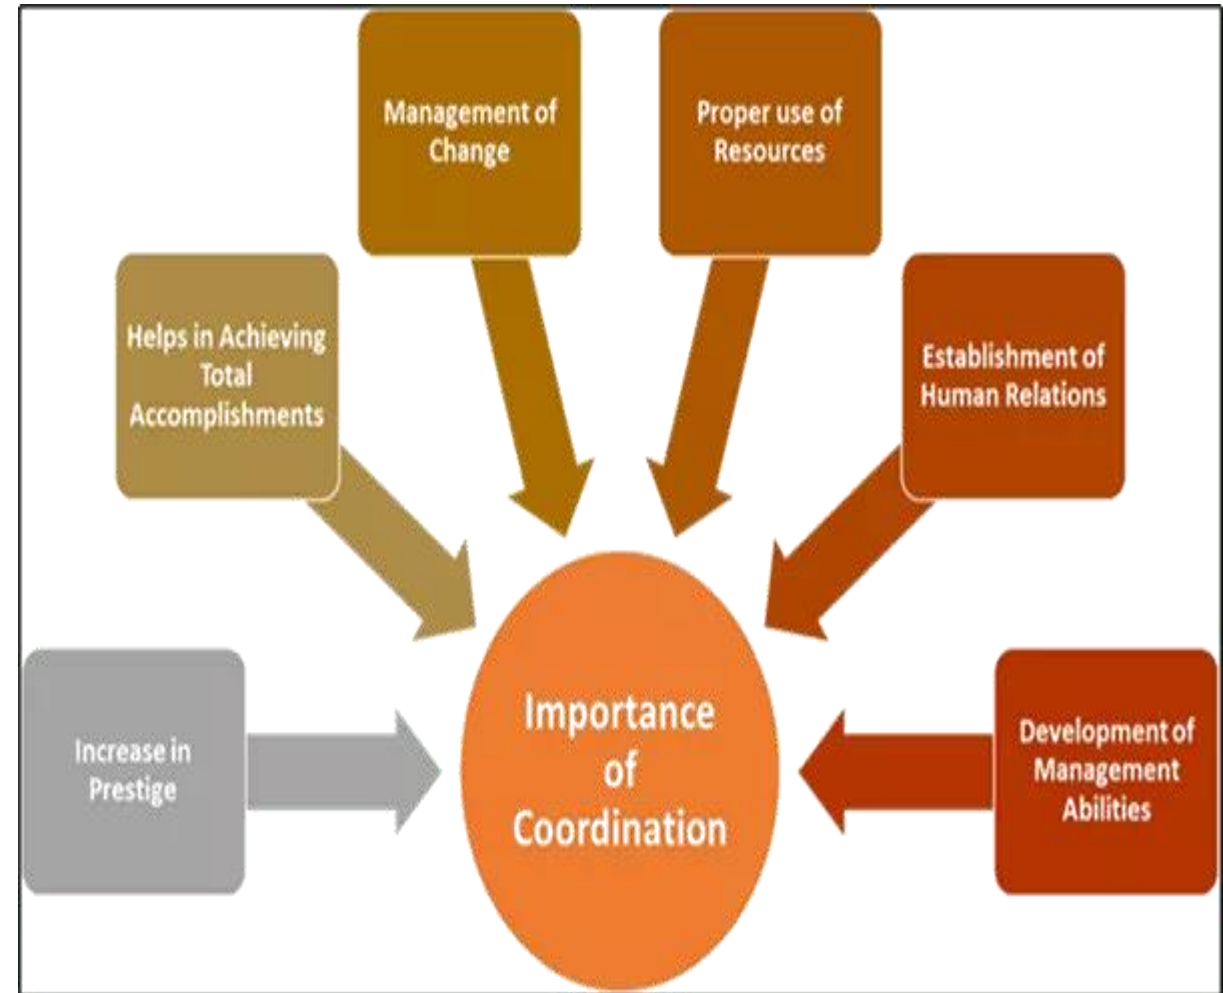 Management of
Change
Proper use of
Resources
Helps in Achieving
Total
Accomplishments
Establishment of
Human Relations
Increase in
Prestige
Importance
of
Coordination
Development of
Management
Abilities